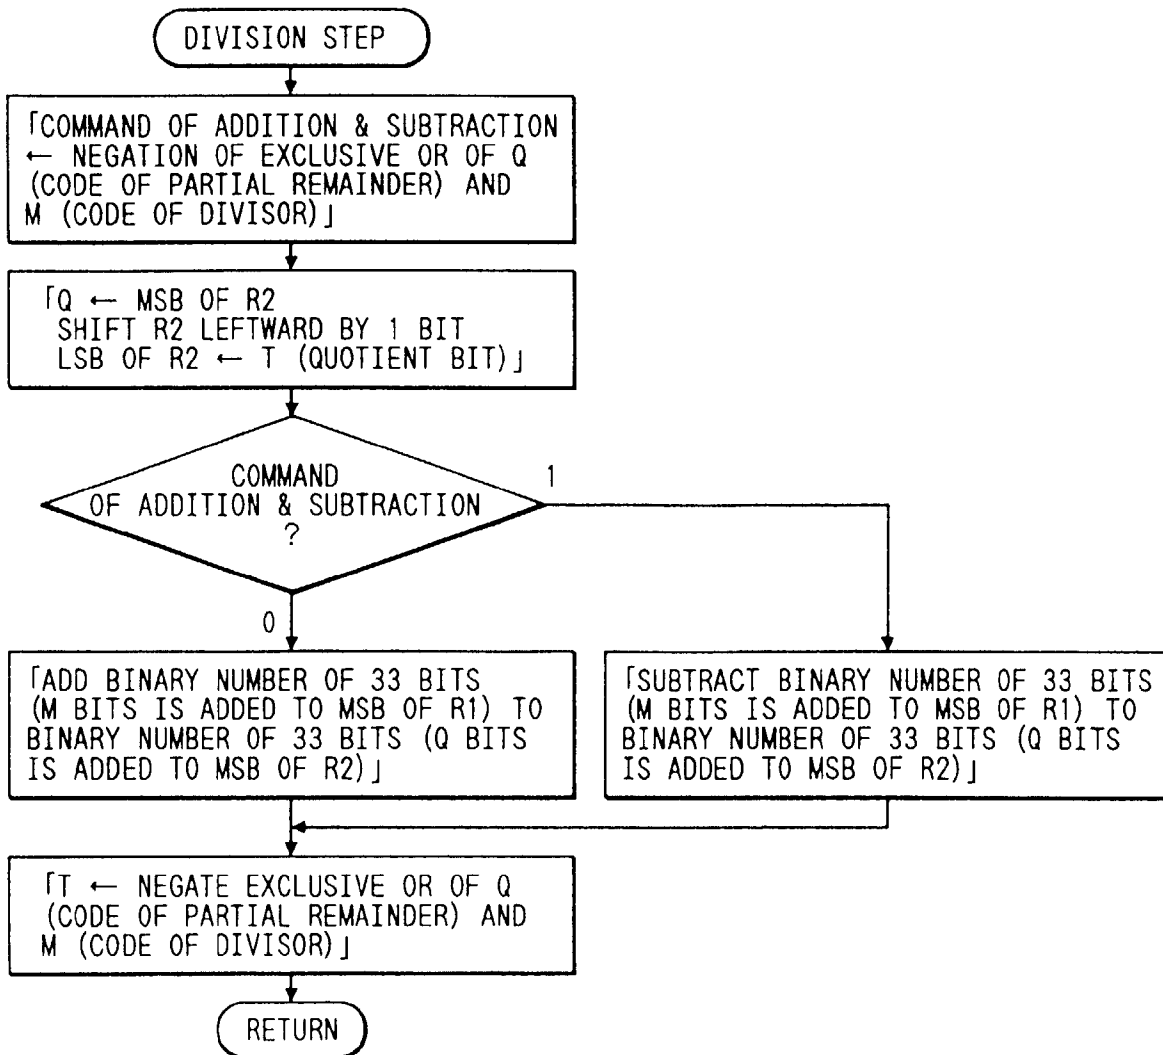 DIVISION STEP
「COMMAND OF ADDITION & SUBTRACTION
← NEGATION OF EXCLUSIVE OR OF Q
(CODE OF PARTIAL REMAINDER) AND
M (CODE OF DIVISOR)」
「Q ← MSB OF R2
SHIFT R2 LEFTWARD BY 1 BIT
LSB OF R2 ← T (QUOTIENT BIT)」
COMMAND
OF ADDITION & SUBTRACTION
?
1
0
「ADD BINARY NUMBER OF 33 BITS
(M BITS IS ADDED TO MSB OF R1) TO
BINARY NUMBER OF 33 BITS (Q BITS
IS ADDED TO MSB OF R2)」
「SUBTRACT BINARY NUMBER OF 33 BITS
(M BITS IS ADDED TO MSB OF R1) TO
BINARY NUMBER OF 33 BITS (Q BITS
IS ADDED TO MSB OF R2)」
「T ← NEGATE EXCLUSIVE OR OF Q
(CODE OF PARTIAL REMAINDER) AND
M (CODE OF DIVISOR)」
RETURN